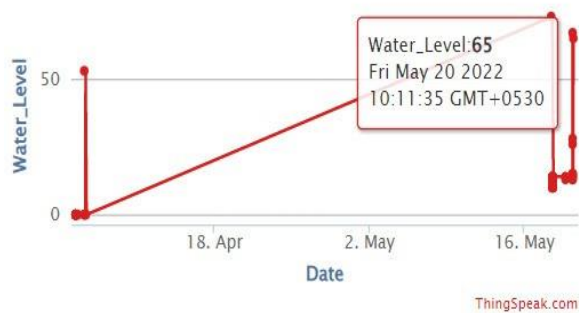 Water_Level:65
Fri May 20 2022
10:11:35 GMT+0530
50
Water_Level
0
18. Apr
2. May
16. May
Date
ThingSpeak.com